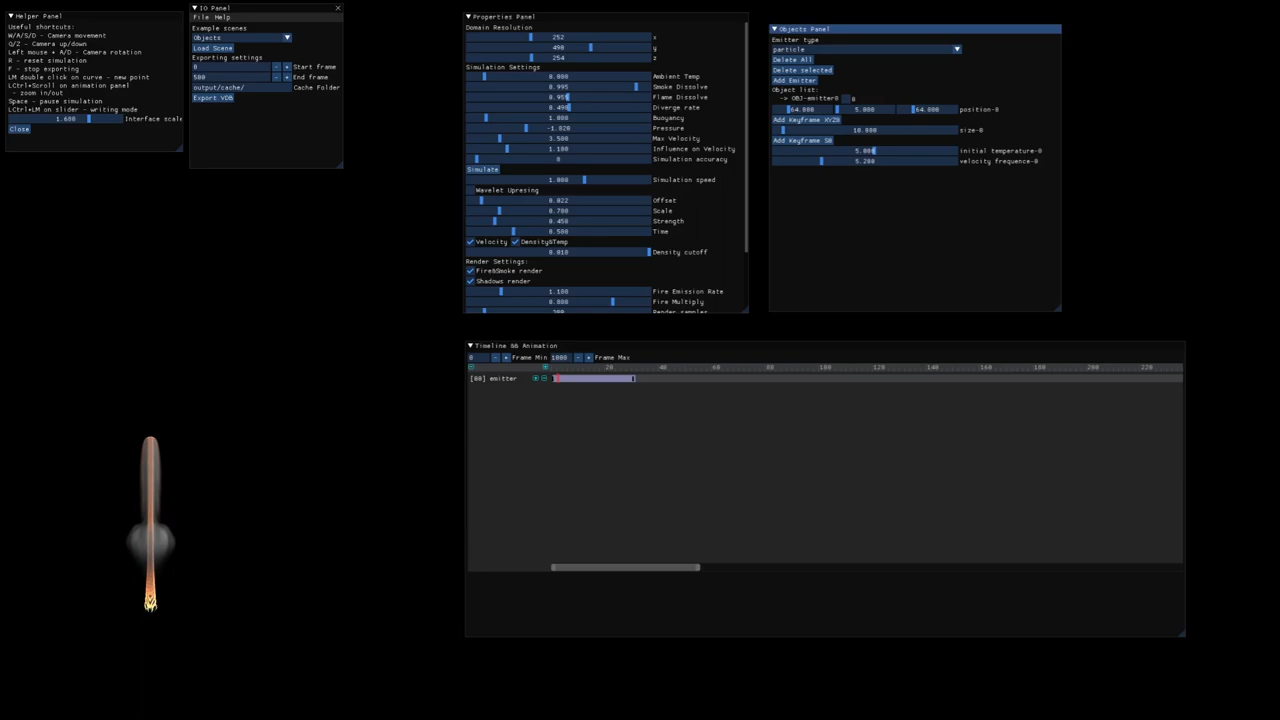 Helper Panel
Useful shortcuts:
W/A/S/D - Camera movement
Q/Z - Camera up/down
Left mouse + A/D - Camera rotation
R - reset simulation
F - stop exporting
LM double click on curve - new point
LCtrl+Scroll on animation panel
- zoom in/out
Space - pause simulation
LCtrl+LM on slider - writing mode
1.600 Interface scale
Close
IO Panel
File Help
Example scenes
Objects
Load Scene
Exporting settings
0 - + Start frame
500 - + End frame
output/cache/ Cache Folder
Export VDB
Properties Panel
Domain Resolution
252 x
498 y
254 z
Simulation Settings
0.000 Ambient Temp
0.995 Smoke Dissolve
0.955 Flame Dissolve
0.498 Diverge rate
1.000 Buoyancy
-1.020 Pressure
3.500 Max Velocity
1.100 Influence on Velocity
0 Simulation accuracy
Simulate
1.000 Simulation speed
Wavelet Upresing
0.022 Offset
0.700 Scale
0.450 Strength
0.500 Time
Velocity Density&Temp
0.010 Density cutoff
Render Settings:
Fire&Smoke render
Shadows render
1.100 Fire Emission Rate
0.800 Fire Multiply
300 Render samples
Objects Panel
Emitter type
particle
Delete All
Delete selected
Add Emitter
Object list:
-> OBJ-emitter0 0
64.000 5.000 64.000 position-0
Add Keyframe XYZ0
10.000 size-0
Add Keyframe S0
5.000 initial temperature-0
5.200 velocity frequence-0
Timeline && Animation
0 - + Frame Min 1000 - + Frame Max
20 40 60 80 100 120 140 160 180 200 220
[00] emitter